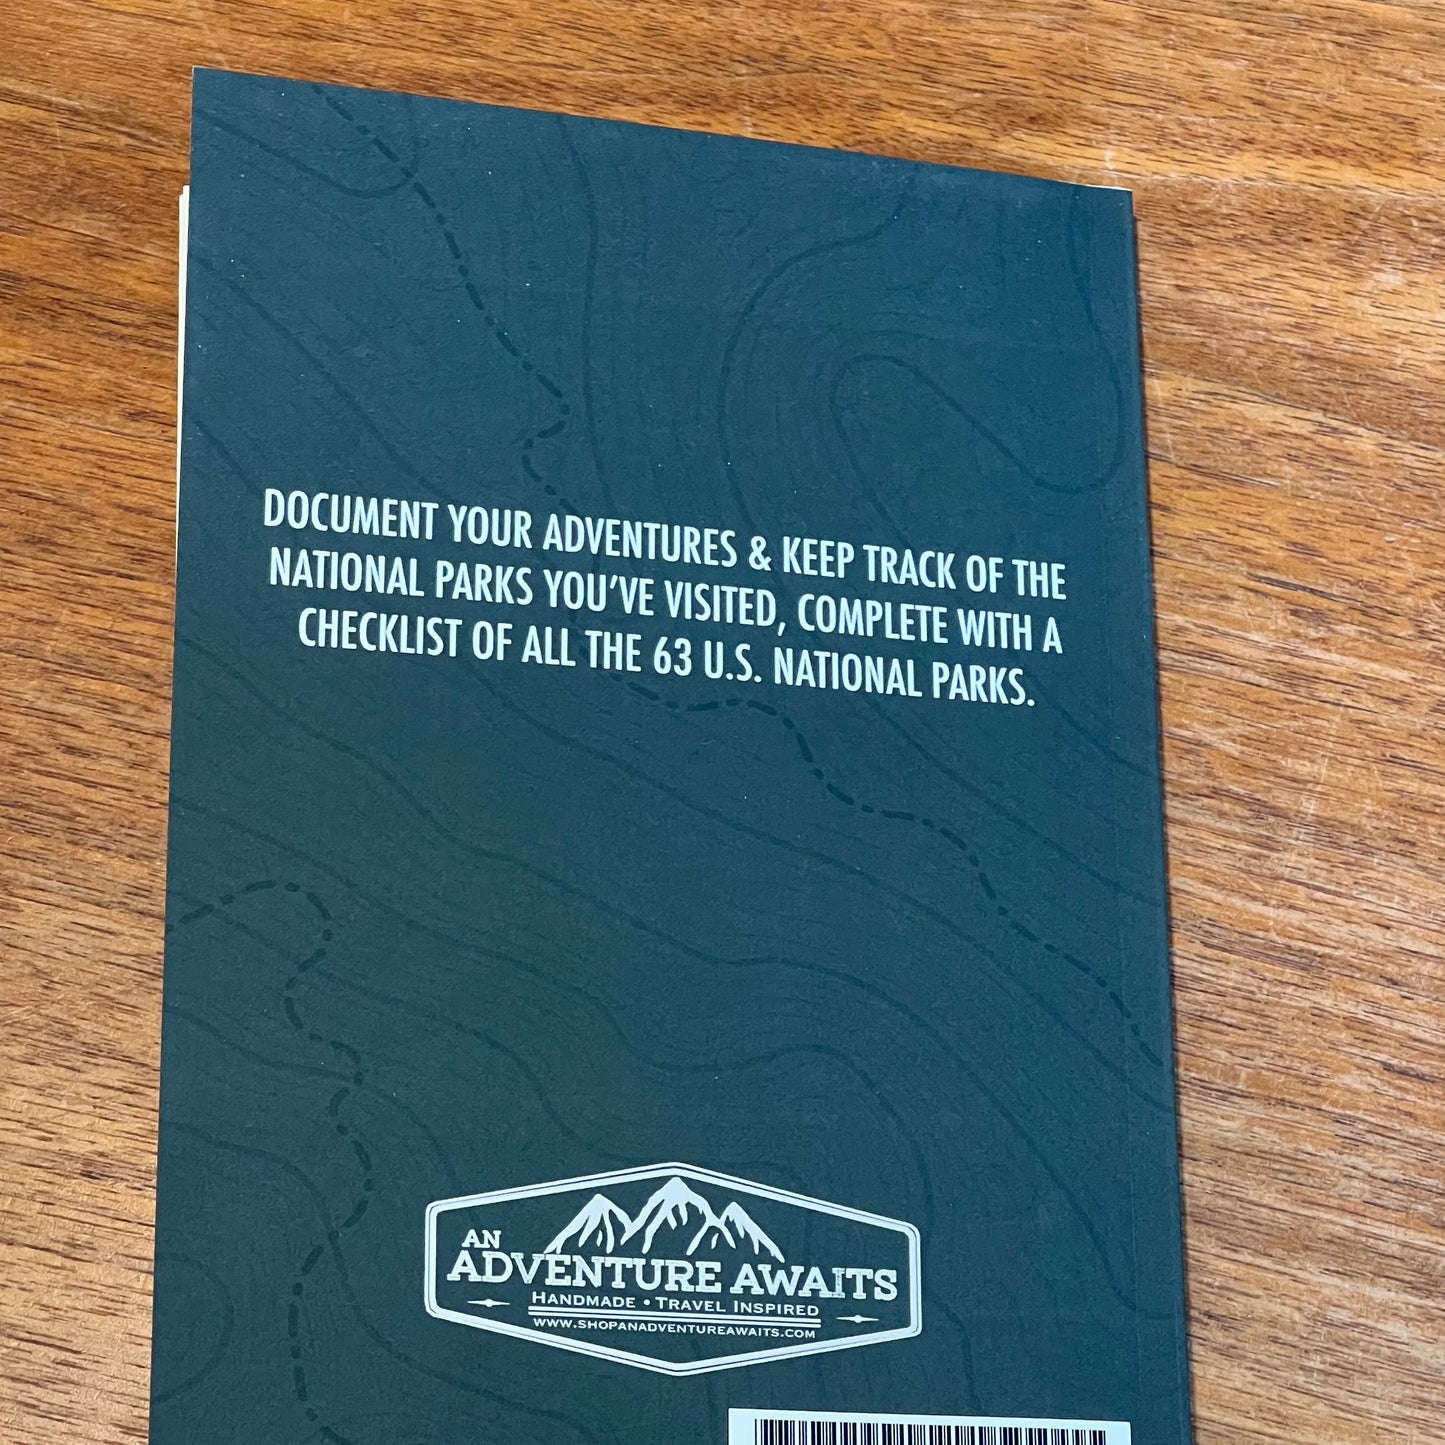 DOCUMENT YOUR ADVENTURES & KEEP TRACK OF THE
NATIONAL PARKS YOU'VE VISITED, COMPLETE WITH A
CHECKLIST OF ALL THE 63 U.S. NATIONAL PARKS.
AN
ADVENTURE AWAITS
HANDMADE • TRAVEL INSPIRED
WWW.SHOPANADVENTUREAWAITS.COM